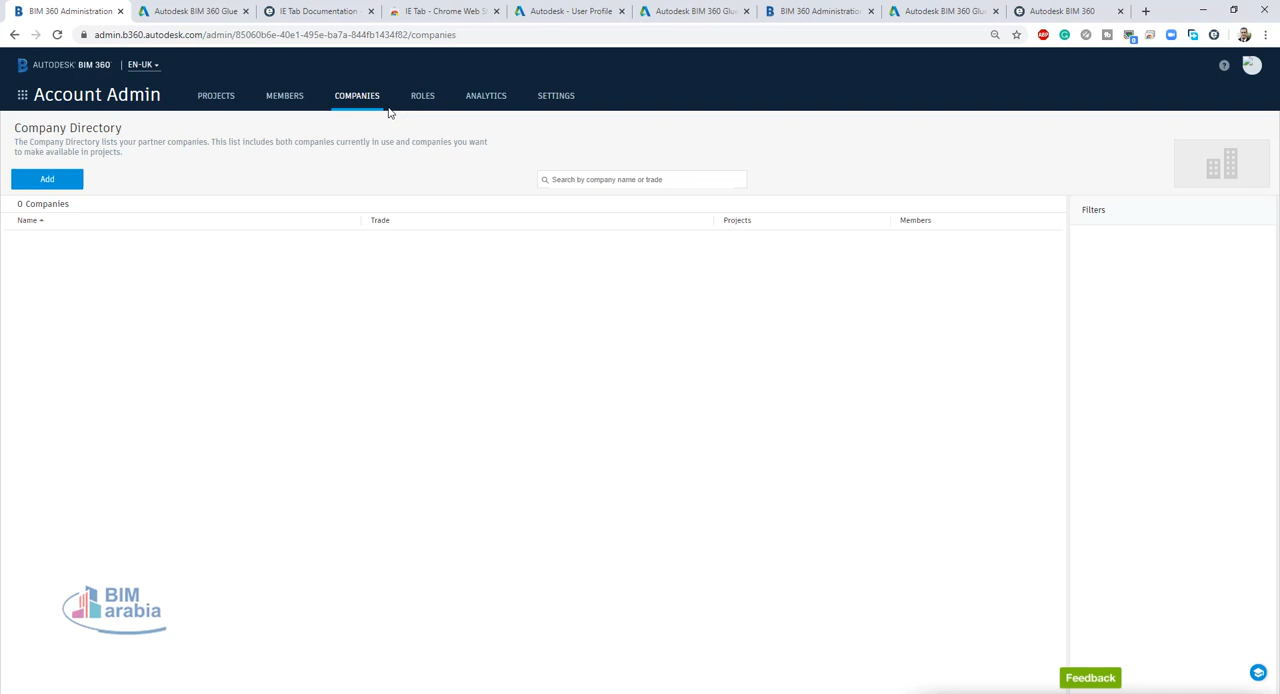 BIM 360 Administration
Autodesk BIM 360 Glue
IE Tab Documentation
IE Tab - Chrome Web S
Autodesk - User Profile
Autodesk BIM 360 Glu
BIM 360 Administration
Autodesk BIM 360 Glu
Autodesk BIM 360
admin.b360.autodesk.com/admin/85060b6e-40e1-495e-ba7a-844fb1434f82/companies
AUTODESK BIM 360 | EN-UK
Account Admin
PROJECTS
MEMBERS
COMPANIES
ROLES
ANALYTICS
SETTINGS
Company Directory
The Company Directory lists your partner companies. This list includes both companies currently in use and companies you want
to make available in projects.
Add
Search by company name or trade
0 Companies
Filters
Name
Trade
Projects
Members
BIM
arabia
Feedback